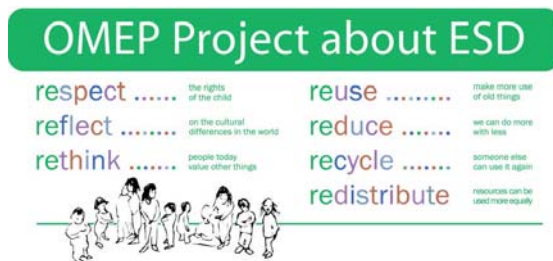 OMEP Project about ESD
respect ...... the rights
of the child
reflect ........ on the cultural
differences in the world
rethink ....... people today
value other things
reuse ......... make more use
of old things
reduce ....... we can do more
with less
recycle ....... someone else
can use it again
redistribute resources can be
used more equally